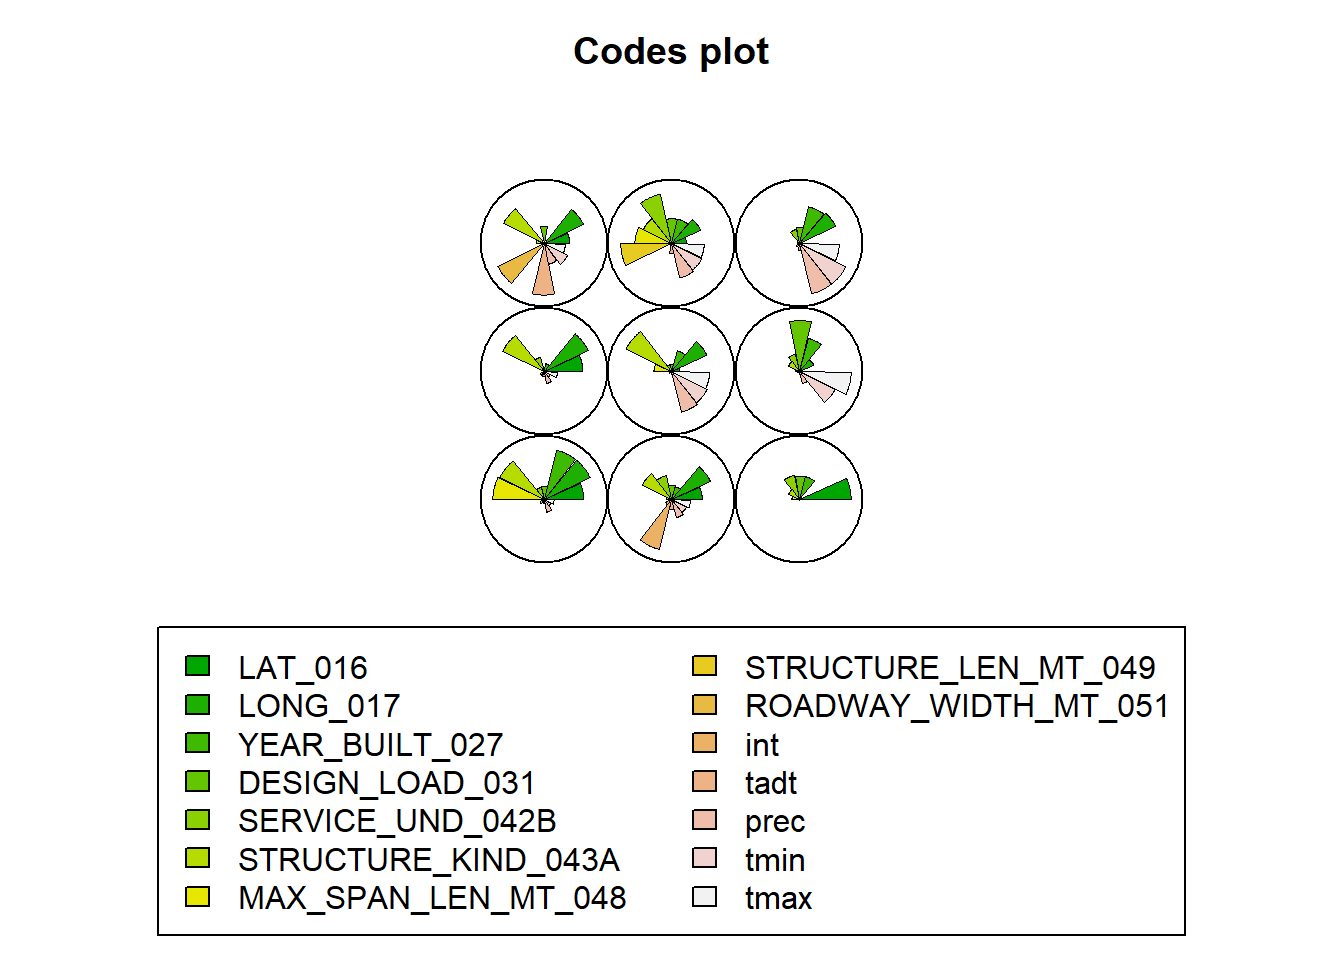 Codes plot
LAT_016
LONG_017
YEAR_BUILT_027
DESIGN_LOAD_031
SERVICE_UND_042B
STRUCTURE_KIND_043A
MAX_SPAN_LEN_MT_048
STRUCTURE_LEN_MT_049
ROADWAY_WIDTH_MT_051
int
tadt
prec
tmin
tmax